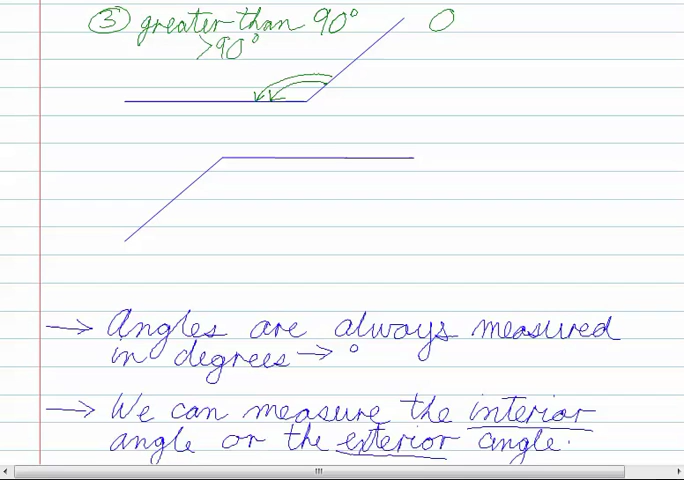 ③ greater than 90° O
>90°
→ Angles are always measured
in degrees → °
→ We can measure the interior
angle or the exterior angle.